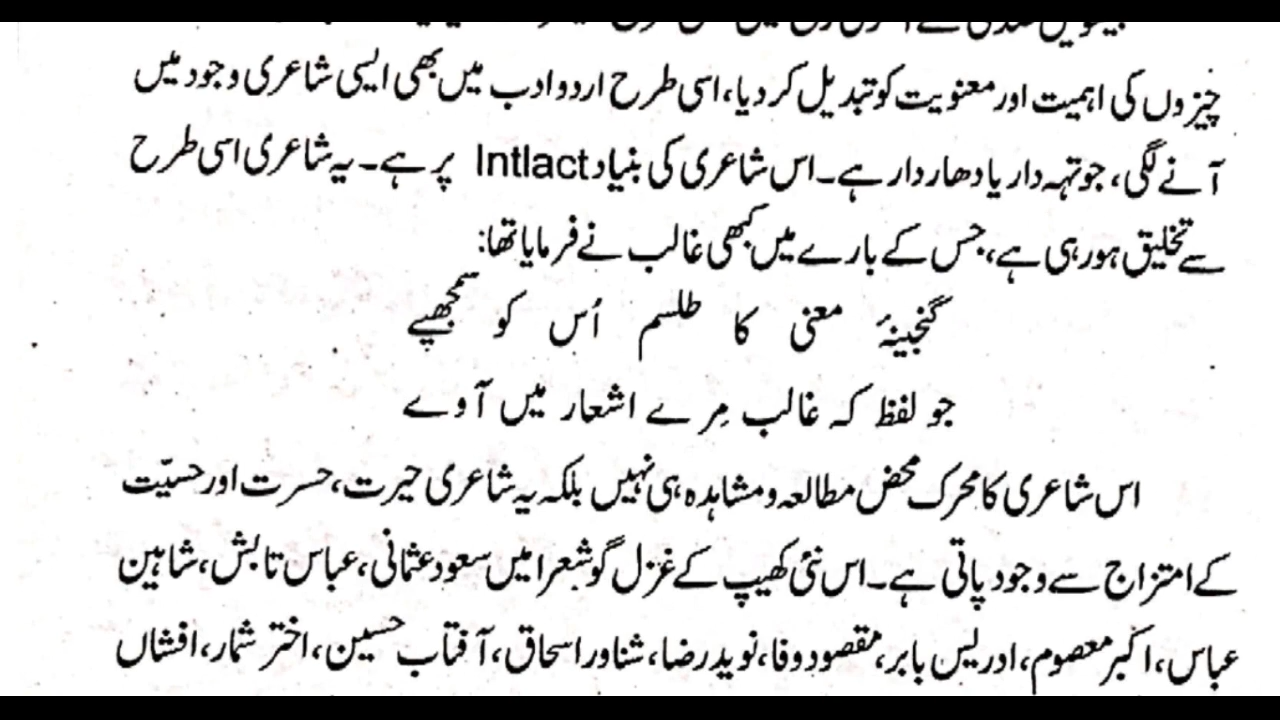 چیزوں کی اہمیت اور معنویت کو تبدیل کر دیا، اسی طرح اردو ادب میں بھی ایسی شاعری وجود میں
آنے لگی، جو تہہ دار یا دھار دار ہے۔ اس شاعری کی بنیاد Intlact پر ہے۔ یہ شاعری اسی طرح
سے تخلیق ہو رہی ہے، جس کے بارے میں کبھی غالب نے فرمایا تھا:
گنجینۂ معنی کا طلسم اُس کو سمجھیے
جو لفظ کہ غالب مِرے اشعار میں آوے
اس شاعری کا محرک محض مطالعہ و مشاہدہ ہی نہیں بلکہ یہ شاعری حیرت، حسرت اور حسیّت
کے امتزاج سے وجود پاتی ہے۔ اس نئی کھیپ کے غزل گو شعرا میں سعود عثمانی، عباس تابش، شاہین
عباس، اکبر معصوم، ادریس بابر، مقصود وفا، نوید رضا، شناور اسحاق، آفتاب حسین، اختر شمار، افشاں